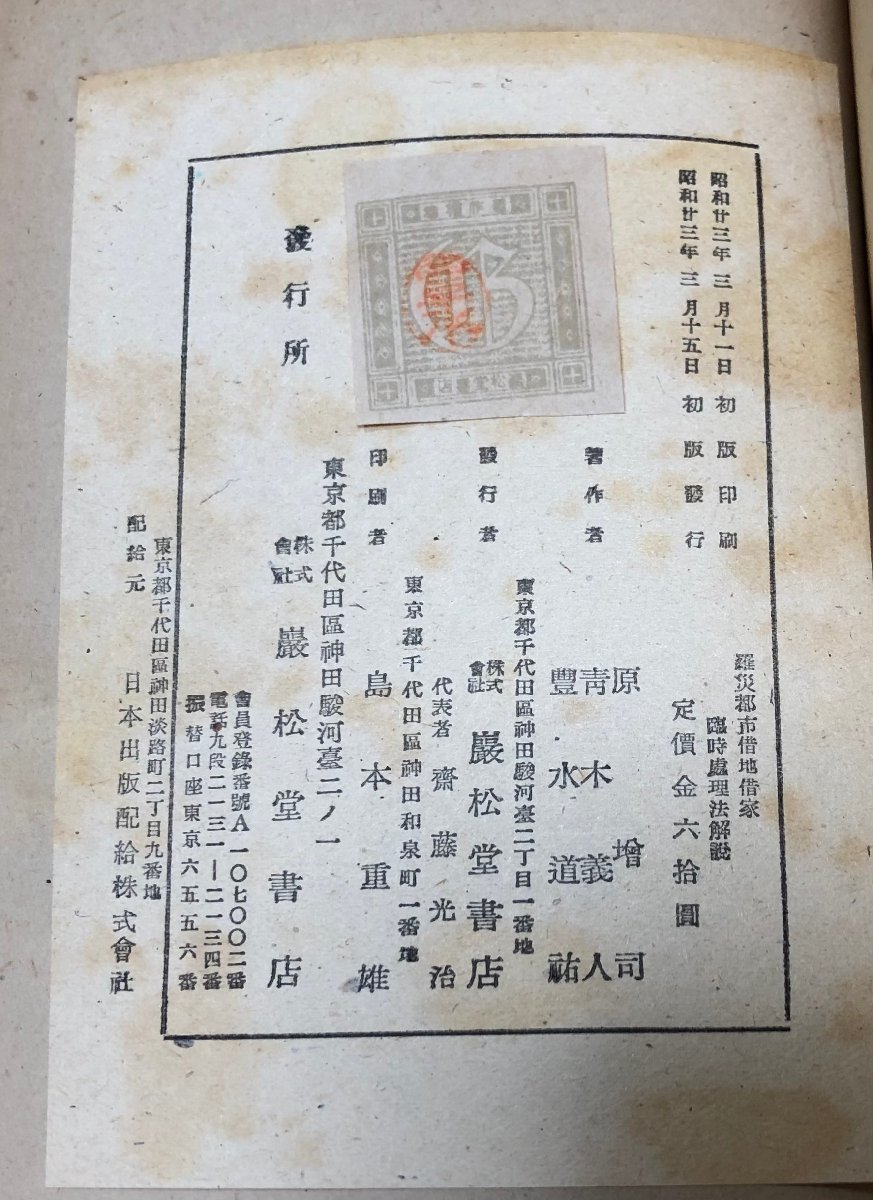 昭和廿三年三月十一日 初版印刷
昭和廿三年三月十五日 初版發行
羅災都市借地借家
臨時處理法解説
定價金六拾圓
著作者
原增司
青木義人
豐水道祐
東京都千代田區神田駿河臺二丁目一番地
發行者
株式會社 巖松堂書店
代表者 齋藤光治
東京都千代田區神田和泉町一番地
印刷者 島本重雄
發行所
東京都千代田區神田駿河臺二ノ一
株式會社 巖松堂書店
會員登錄番號A一〇七〇〇二番
電話九段二一三一―二一三四番
振替口座東京六五五六番
東京都千代田區神田淡路町二丁目九番地
配給元 日本出版配給株式會社